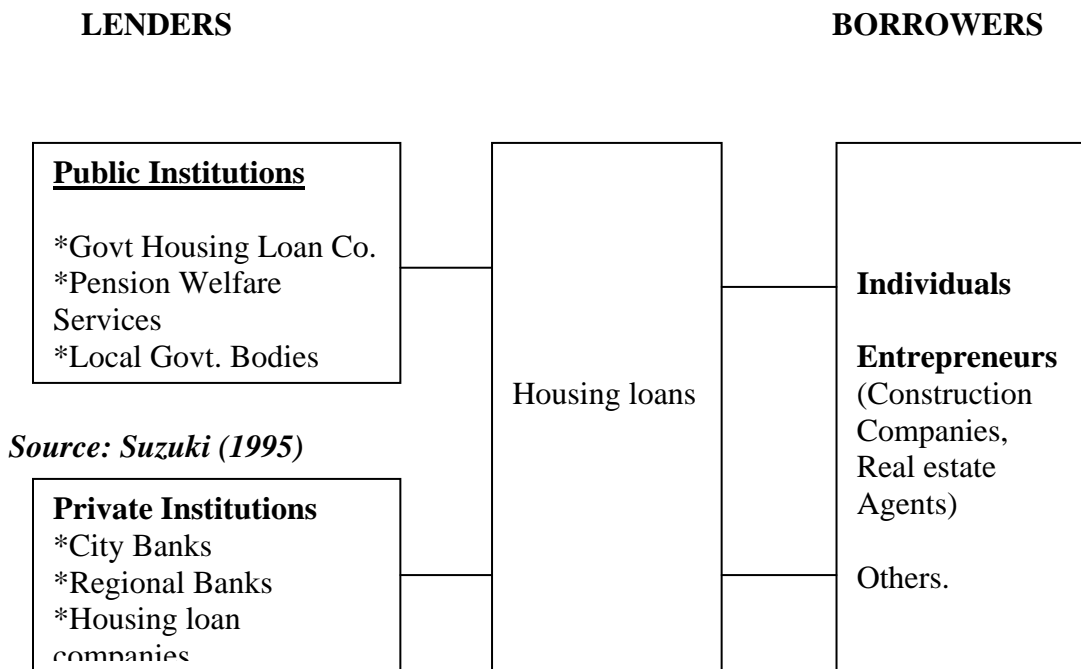 LENDERS
BORROWERS
Public Institutions
*Govt Housing Loan Co.
*Pension Welfare
Services
*Local Govt. Bodies
Source: Suzuki (1995)
Private Institutions
*City Banks
*Regional Banks
*Housing loan
companies
Housing loans
Individuals
Entrepreneurs
(Construction
Companies,
Real estate
Agents)
Others.